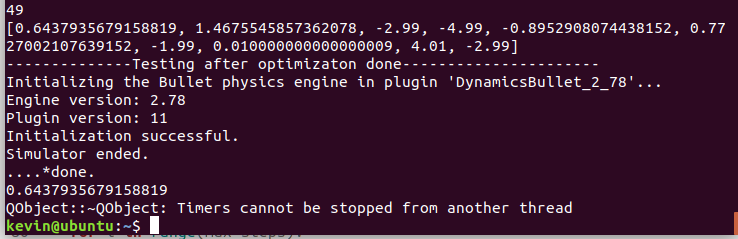 49
[0.6437935679158819, 1.4675545857362078, -2.99, -4.99, -0.8952908074438152, 0.77
27002107639152, -1.99, 0.010000000000000009, 4.01, -2.99]
--------------Testing after optimizaton done----------------------
Initializing the Bullet physics engine in plugin 'DynamicsBullet_2_78'...
Engine version: 2.78
Plugin version: 11
Initialization successful.
Simulator ended.
....*done.
0.6437935679158819
QObject::~QObject: Timers cannot be stopped from another thread
kevin@ubuntu:~$